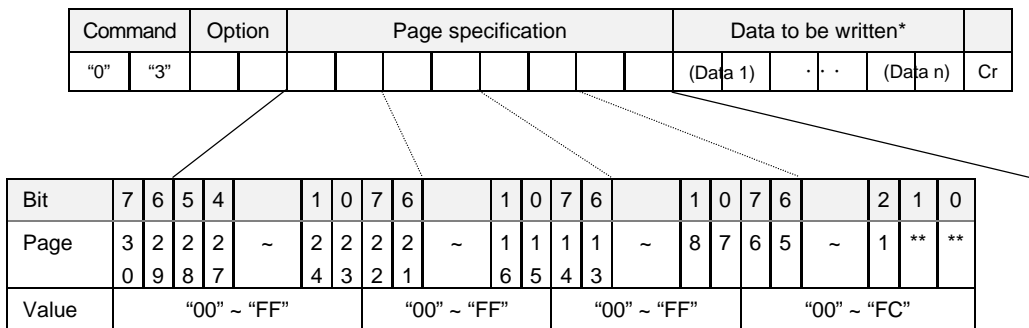 Command Option Page specification Data to be written*
“0” “3” (Data 1) · · · (Data n) Cr
Bit 7 6 5 4 1 0 7 6 1 0 7 6 1 0 7 6 2 1 0
Page 30 29 28 27 ~ 24 23 22 21 ~ 16 15 14 13 ~ 8 7 6 5 ~ 1 ** **
Value “00” ~ “FF” “00” ~ “FF” “00” ~ “FF” “00” ~ “FC”